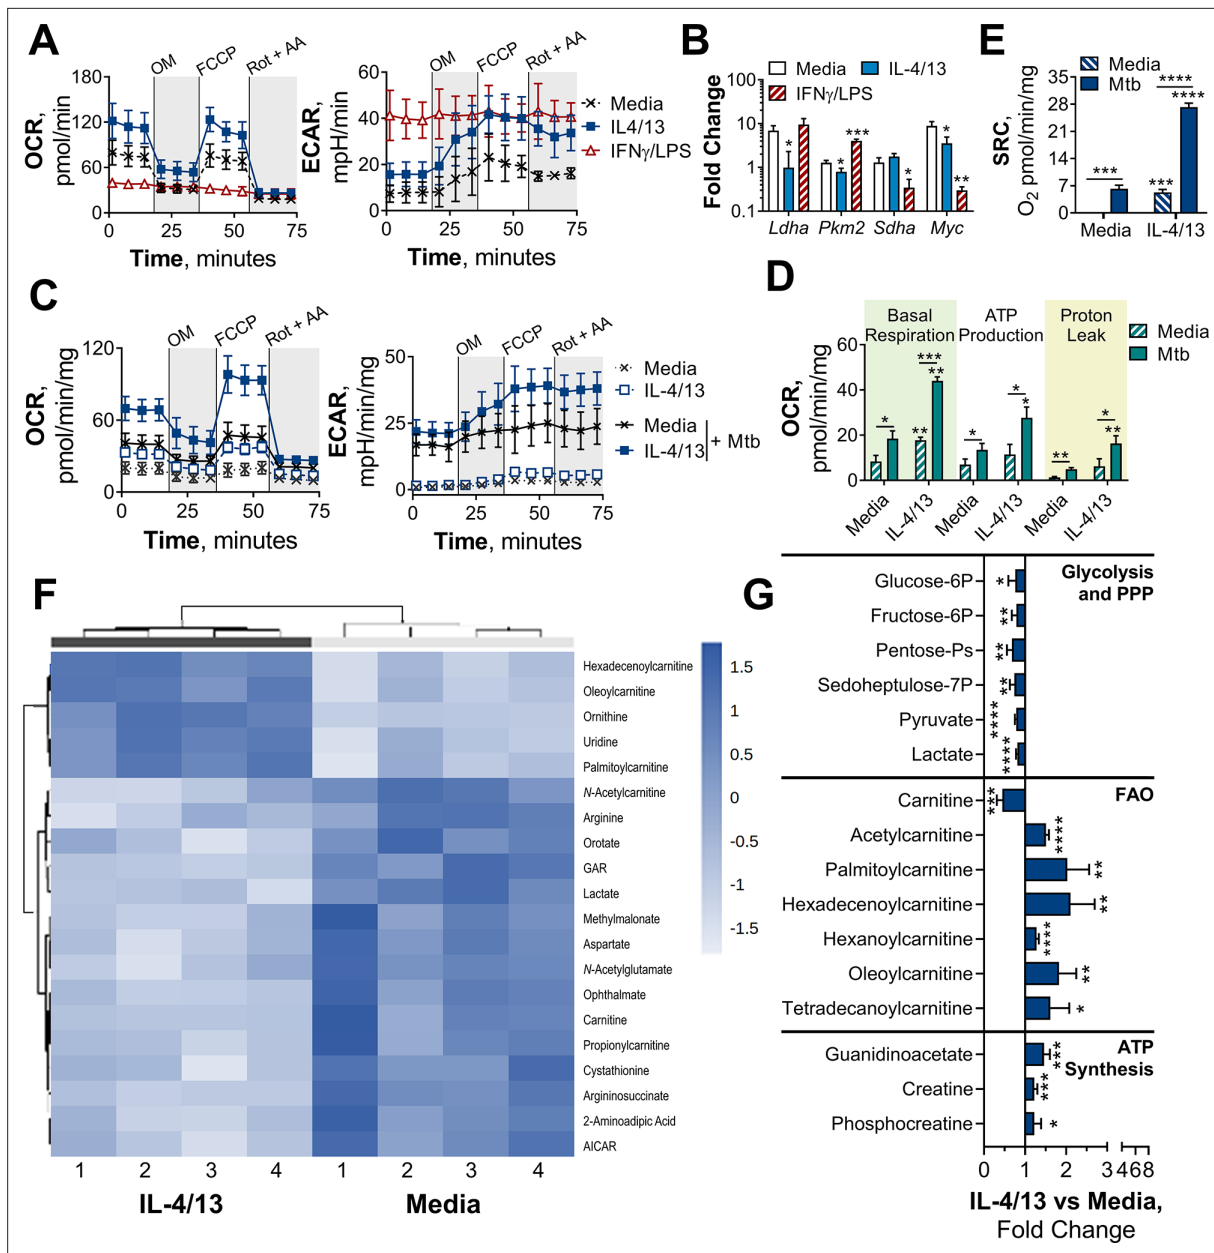 A
OM
FCCP
Rot + AA
180
120
60
0
OCR,
pmol/min
0
25
50
75
Time, minutes
60
40
20
0
ECAR,
mpH/min
OM
FCCP
Rot + AA
0
25
50
75
Time, minutes
Media
IL4/13
IFNγ/LPS
B
Media
IL-4/13
IFNγ/LPS
Fold Change
100
10
1
0.1
*
*
***
*
*
**
Ldha
Pkm2
Sdha
Myc
E
Media
Mtb
SRC,
O2 pmol/min/mg
35
28
21
14
7
0
***
***
****
****
Media
IL-4/13
C
OM
FCCP
Rot + AA
120
60
0
OCR,
pmol/min/mg
0
25
50
75
Time, minutes
OM
FCCP
Rot + AA
50
25
0
ECAR,
mpH/min/mg
0
25
50
75
Time, minutes
Media
IL-4/13
Media
IL-4/13
+ Mtb
D
Basal
Respiration
ATP
Production
Proton
Leak
Media
Mtb
OCR,
pmol/min/mg
60
40
20
0
*
**
***
**
*
*
*
**
*
**
Media
IL-4/13
Media
IL-4/13
Media
IL-4/13
F
Hexadecenoylcarnitine
Oleoylcarnitine
Ornithine
Uridine
Palmitoylcarnitine
N-Acetylcarnitine
Arginine
Orotate
GAR
Lactate
Methylmalonate
Aspartate
N-Acetylglutamate
Ophthalmate
Carnitine
Propionylcarnitine
Cystathionine
Argininosuccinate
2-Aminoadipic Acid
AICAR
1.5
1
0.5
0
-0.5
-1
-1.5
1
2
3
4
1
2
3
4
IL-4/13
Media
G
Glycolysis
and PPP
Glucose-6P
*
Fructose-6P
**
Pentose-Ps
**
Sedoheptulose-7P
**
Pyruvate
****
Lactate
****
FAO
Carnitine
***
Acetylcarnitine
****
Palmitoylcarnitine
**
Hexadecenoylcarnitine
**
Hexanoylcarnitine
****
Oleoylcarnitine
**
Tetradecanoylcarnitine
*
ATP
Synthesis
Guanidinoacetate
***
Creatine
***
Phosphocreatine
*
0
1
2
3
4
6
8
IL-4/13 vs Media,
Fold Change